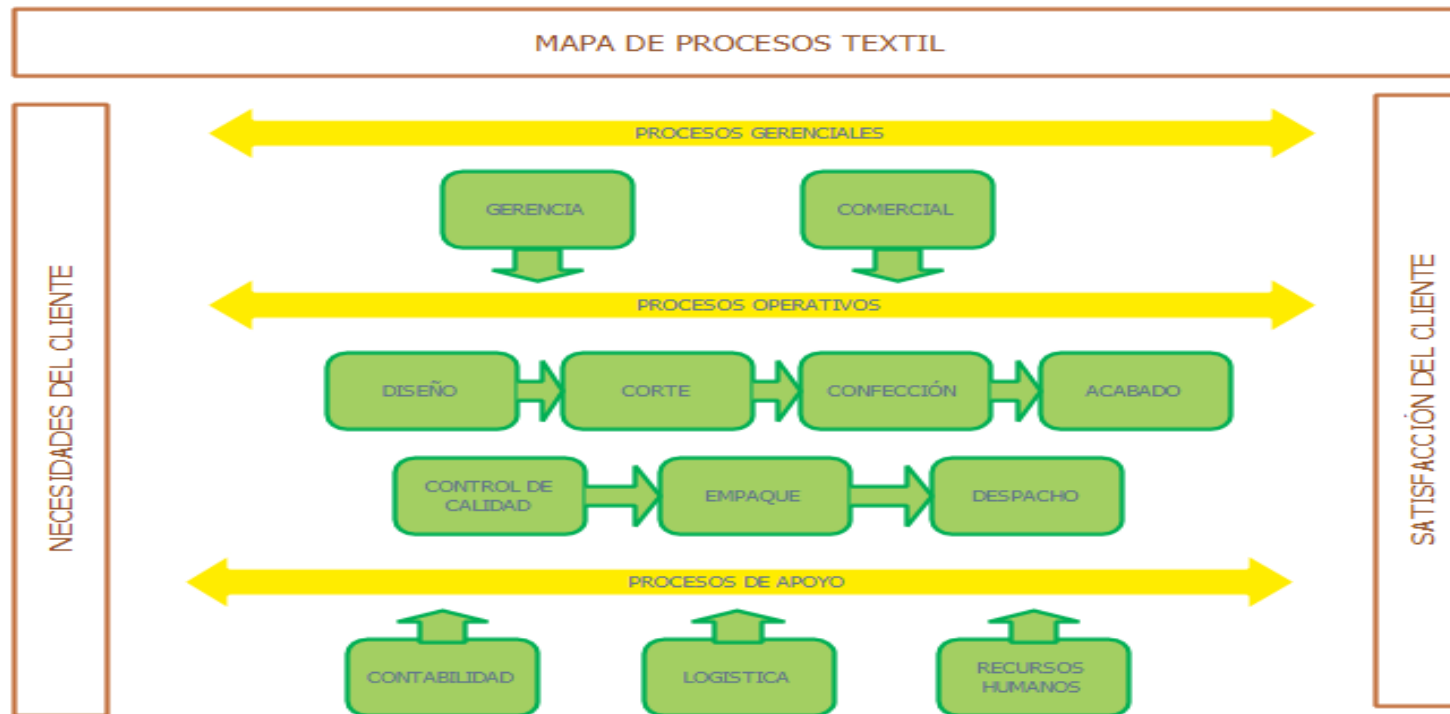 MAPA DE PROCESOS TEXTIL
NECESIDADES DEL CLIENTE
PROCESOS GERENCIALES
GERENCIA
COMERCIAL
PROCESOS OPERATIVOS
DISEÑO
CORTE
CONFECCIÓN
ACABADO
CONTROL DE
CALIDAD
EMPAQUE
DESPACHO
PROCESOS DE APOYO
CONTABILIDAD
LOGISTICA
RECURSOS
HUMANOS
SATISFACCIÓN DEL CLIENTE